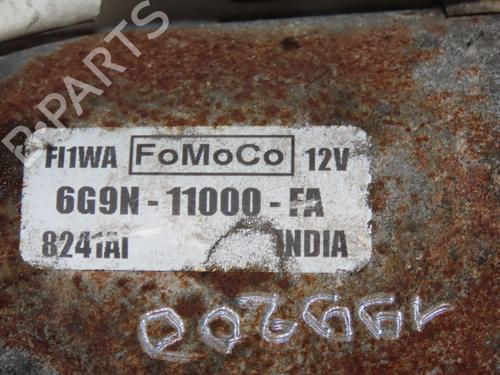 B-PARTS
FI1WA FoMoCo 12V
6G9N - 11000 - FA
8241AI INDIA